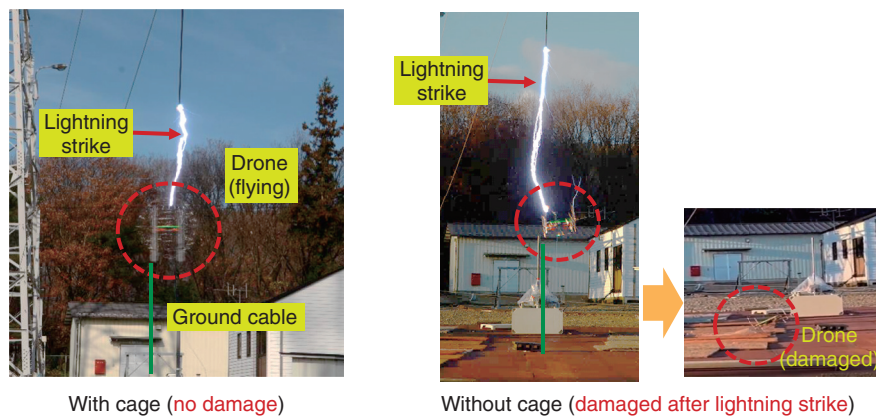 Lightning
strike
Drone
(flying)
Ground cable
With cage (no damage)
Lightning
strike
Drone
(damaged)
Without cage (damaged after lightning strike)